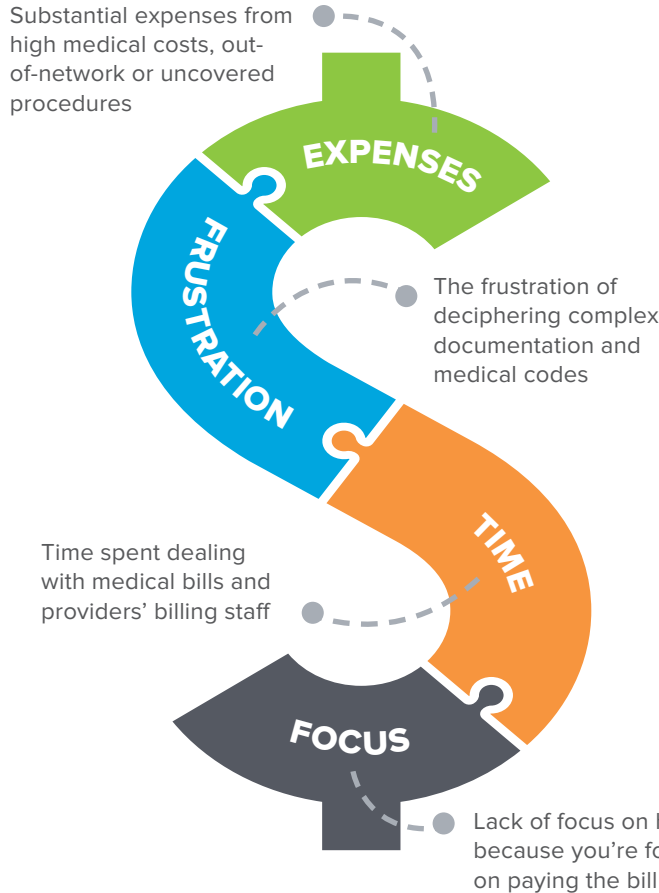 Substantial expenses from
high medical costs, out-
of-network or uncovered
procedures
EXPENSES
FRUSTRATION
The frustration of
deciphering complex
documentation and
medical codes
TIME
Time spent dealing
with medical bills and
providers’ billing staff
FOCUS
Lack of focus on
because you’re
on paying the bill